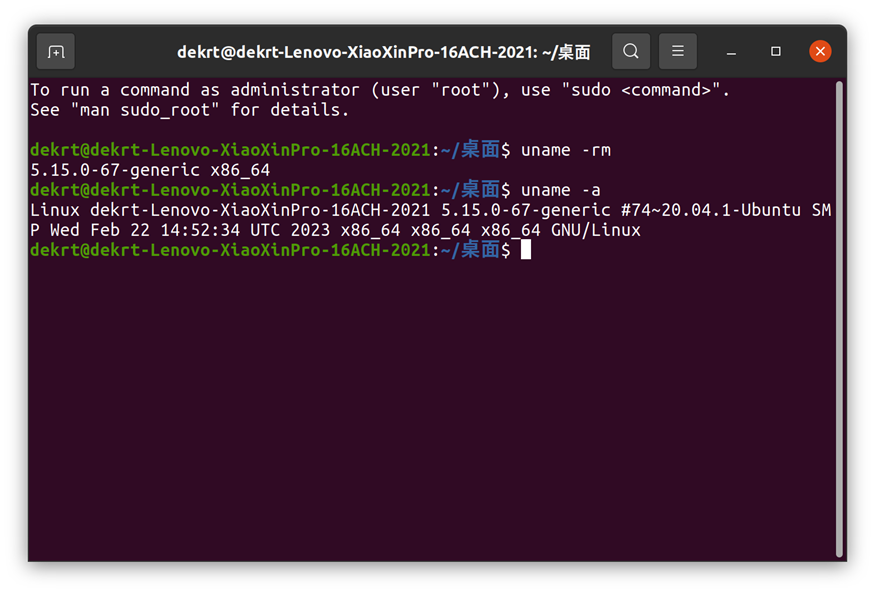 dekrt@dekrt-Lenovo-XiaoXinPro-16ACH-2021: ~/桌面
To run a command as administrator (user "root"), use "sudo <command>".
See "man sudo_root" for details.
dekrt@dekrt-Lenovo-XiaoXinPro-16ACH-2021:~/桌面$ uname -rm
5.15.0-67-generic x86_64
dekrt@dekrt-Lenovo-XiaoXinPro-16ACH-2021:~/桌面$ uname -a
Linux dekrt-Lenovo-XiaoXinPro-16ACH-2021 5.15.0-67-generic #74~20.04.1-Ubuntu SM
P Wed Feb 22 14:52:34 UTC 2023 x86_64 x86_64 x86_64 GNU/Linux
dekrt@dekrt-Lenovo-XiaoXinPro-16ACH-2021:~/桌面$